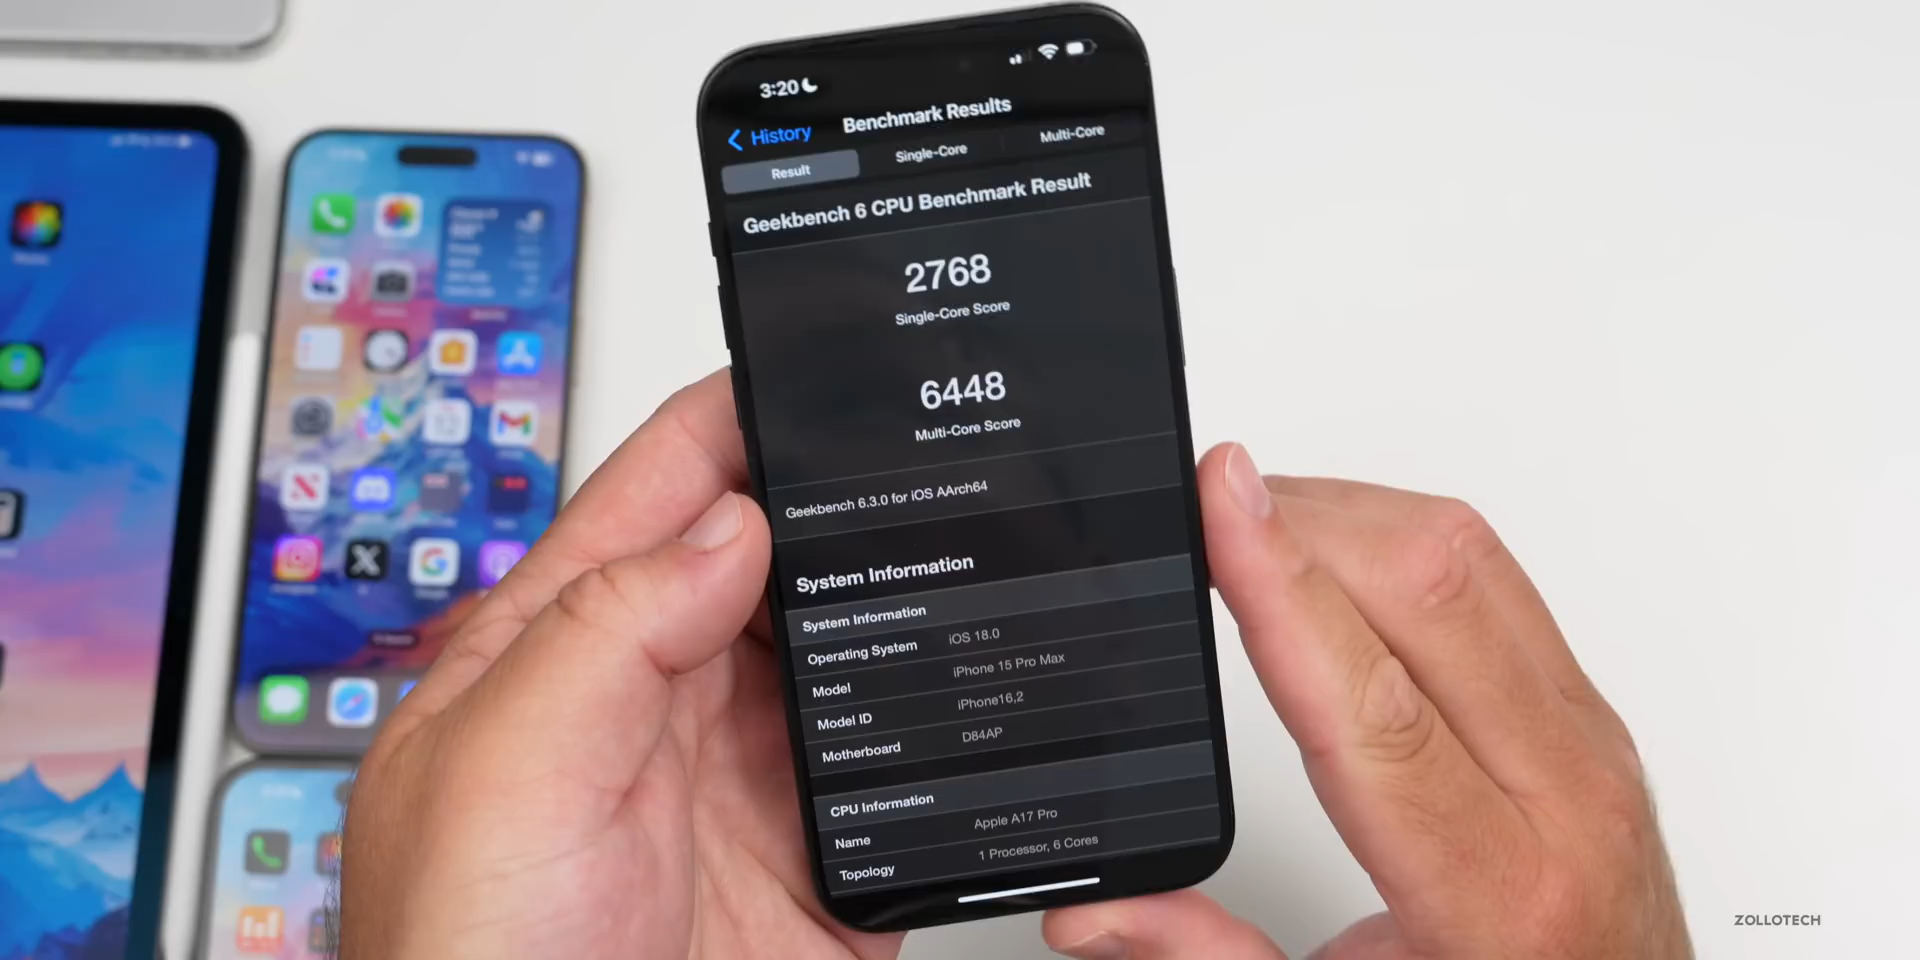 3:20
History
Benchmark Results
Result
Single-Core
Multi-Core
Geekbench 6 CPU Benchmark Result
2768
Single-Core Score
6448
Multi-Core Score
Geekbench 6.3.0 for iOS AArch64
System Information
System Information
Operating System iOS 18.0
Model iPhone 15 Pro Max
Model ID iPhone16,2
Motherboard D84AP
CPU Information
Name Apple A17 Pro
Topology 1 Processor, 6 Cores
ZOLLOTECH